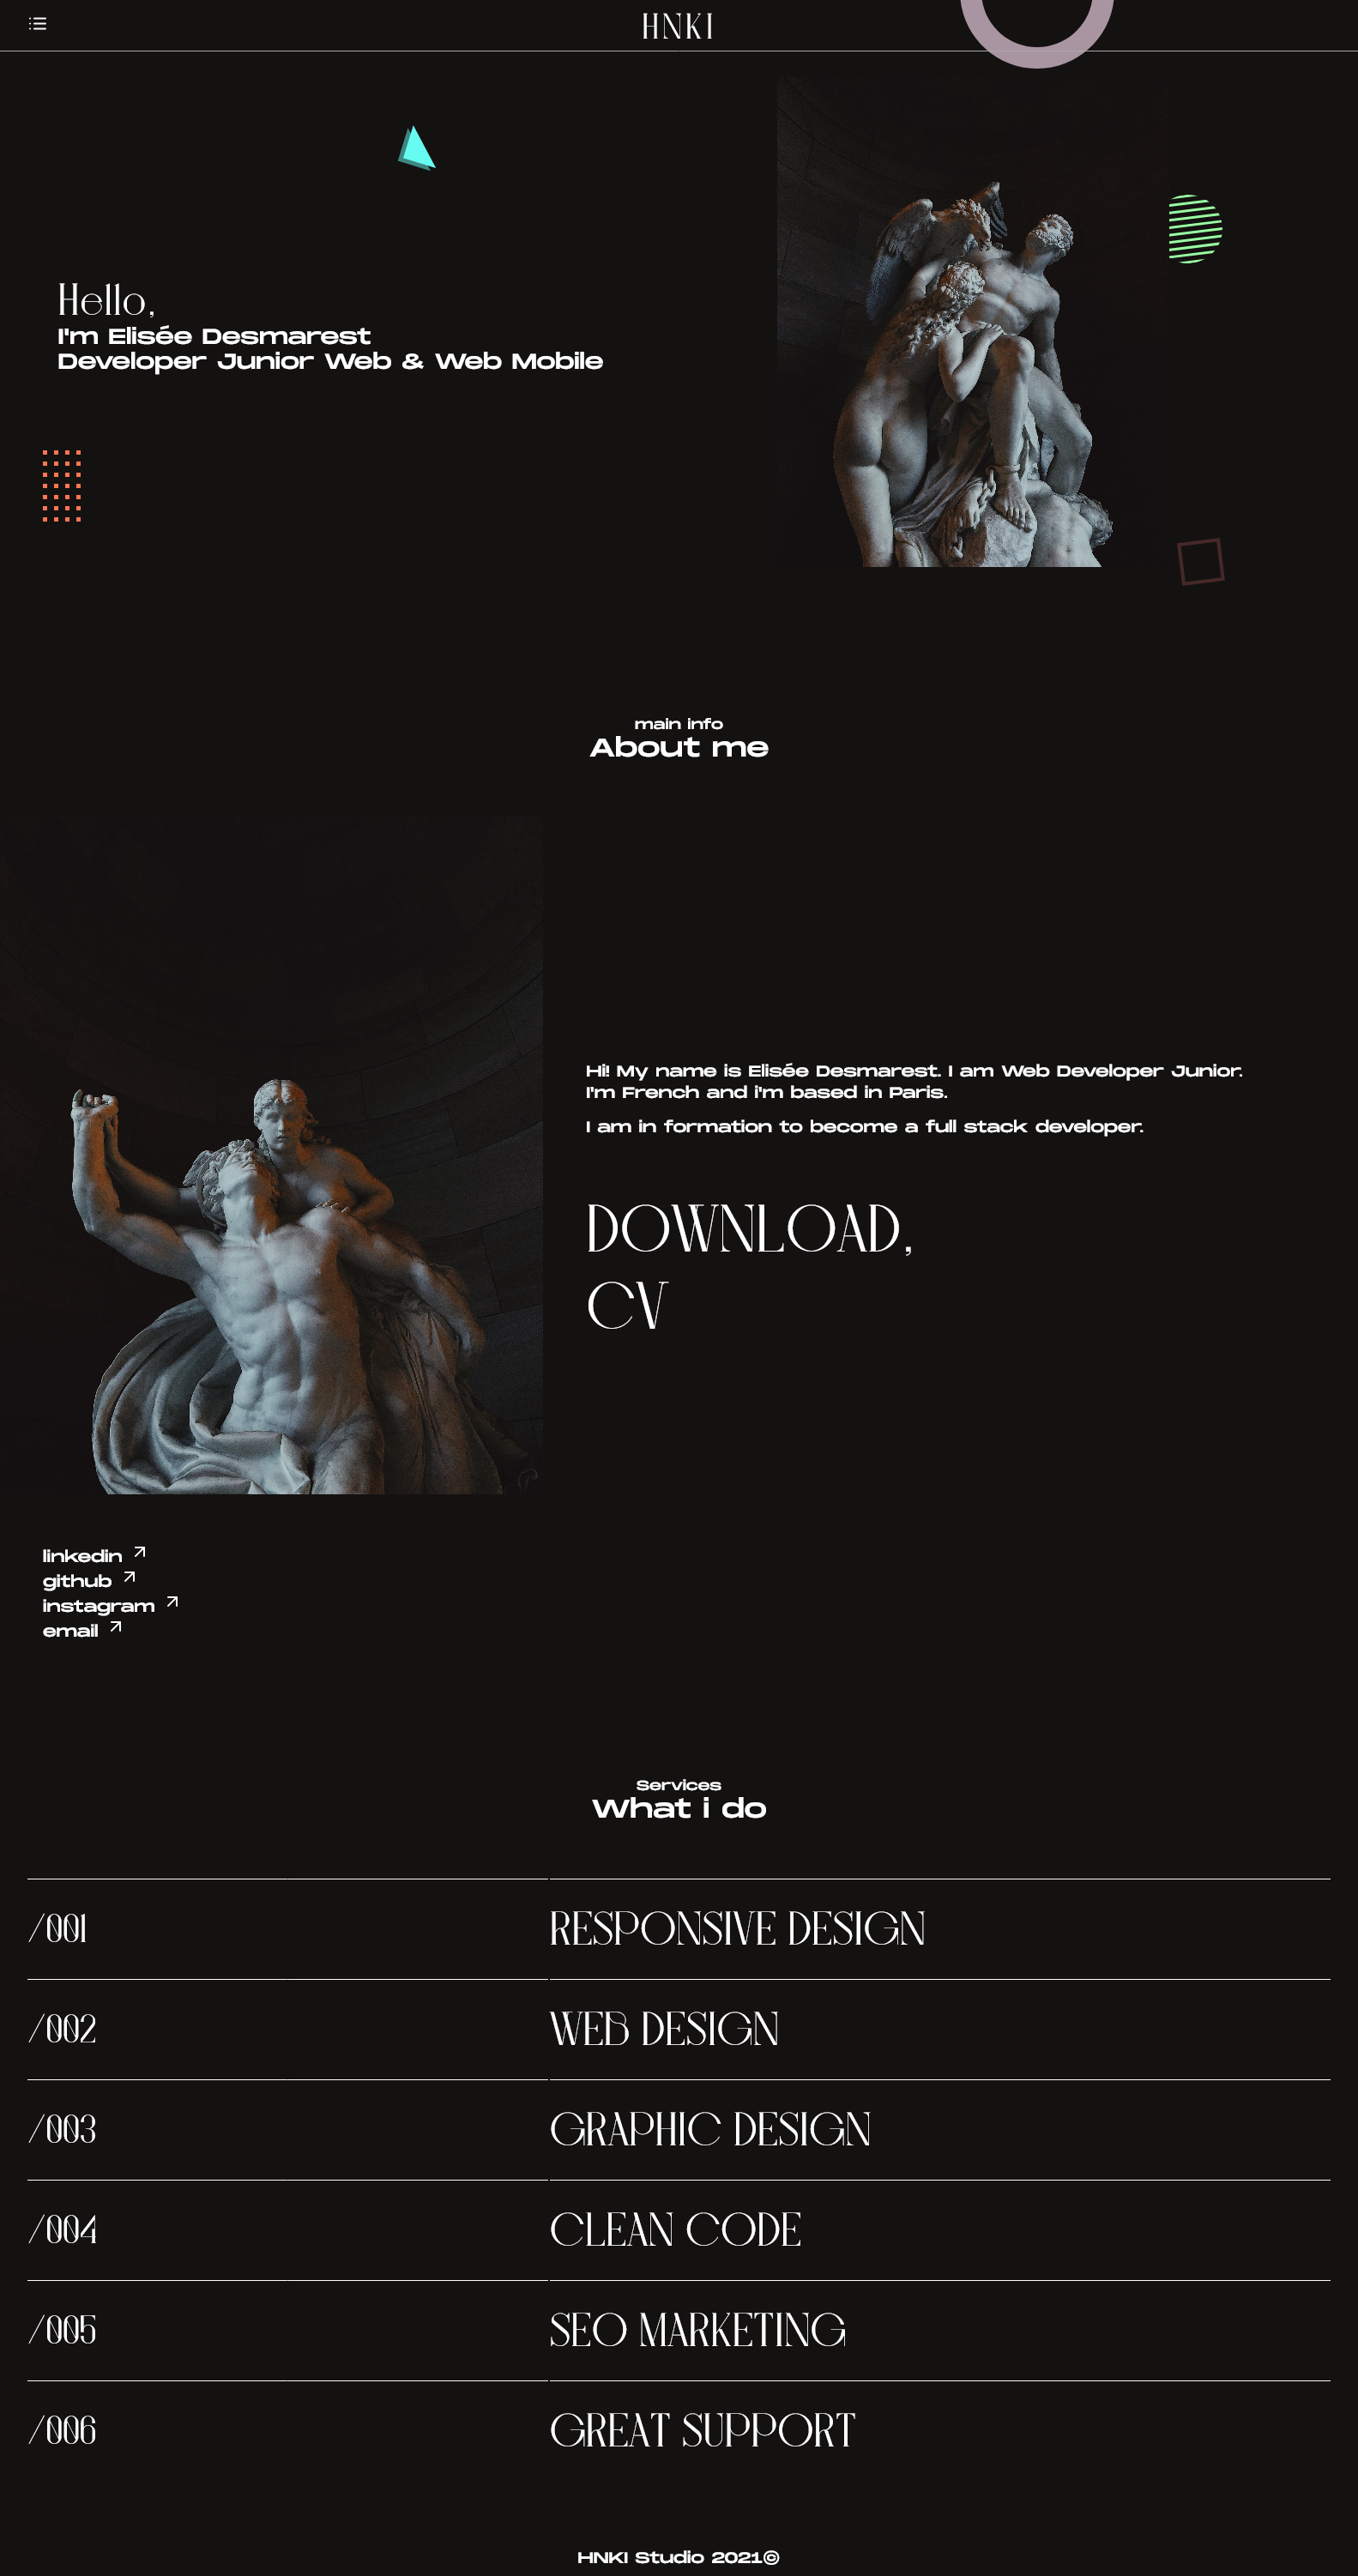 HNKI
Hello,
I'm Elisée Desmarest
Developer Junior Web & Web Mobile
main info
About me
Hi! My name is Elisée Desmarest. I am Web Developer Junior.
I'm French and i'm based in Paris.
I am in formation to become a full stack developer.
DOWNLOAD,
CV
linkedin
github
instagram
email
Services
What i do
/001
RESPONSIVE DESIGN
/002
WEB DESIGN
/003
GRAPHIC DESIGN
/004
CLEAN CODE
/005
SEO MARKETING
/006
GREAT SUPPORT
HNKI Studio 2021©